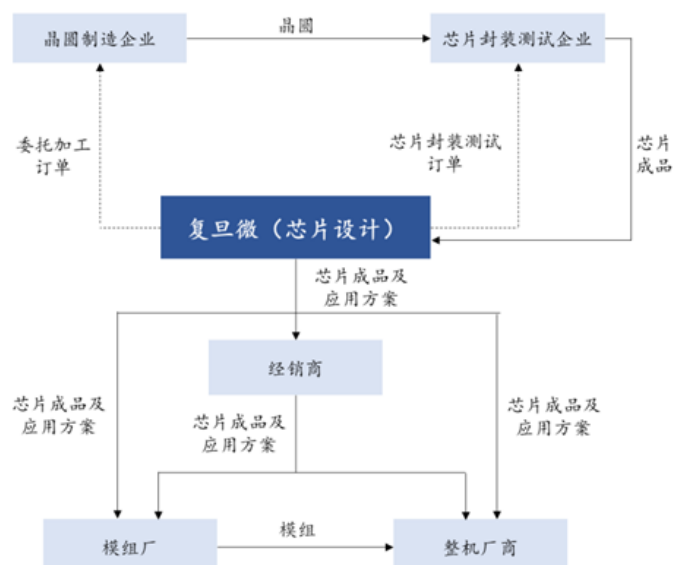 晶圆
晶圆制造企业
芯片封装测试企业
委托加工
订单
芯片封装测试
订单
芯片
成品
复旦微（芯片设计）
芯片成品及
应用方案
经销商
芯片成品及
应用方案
芯片成品及
应用方案
芯片成品及
应用方案
模组
模组厂
整机厂商